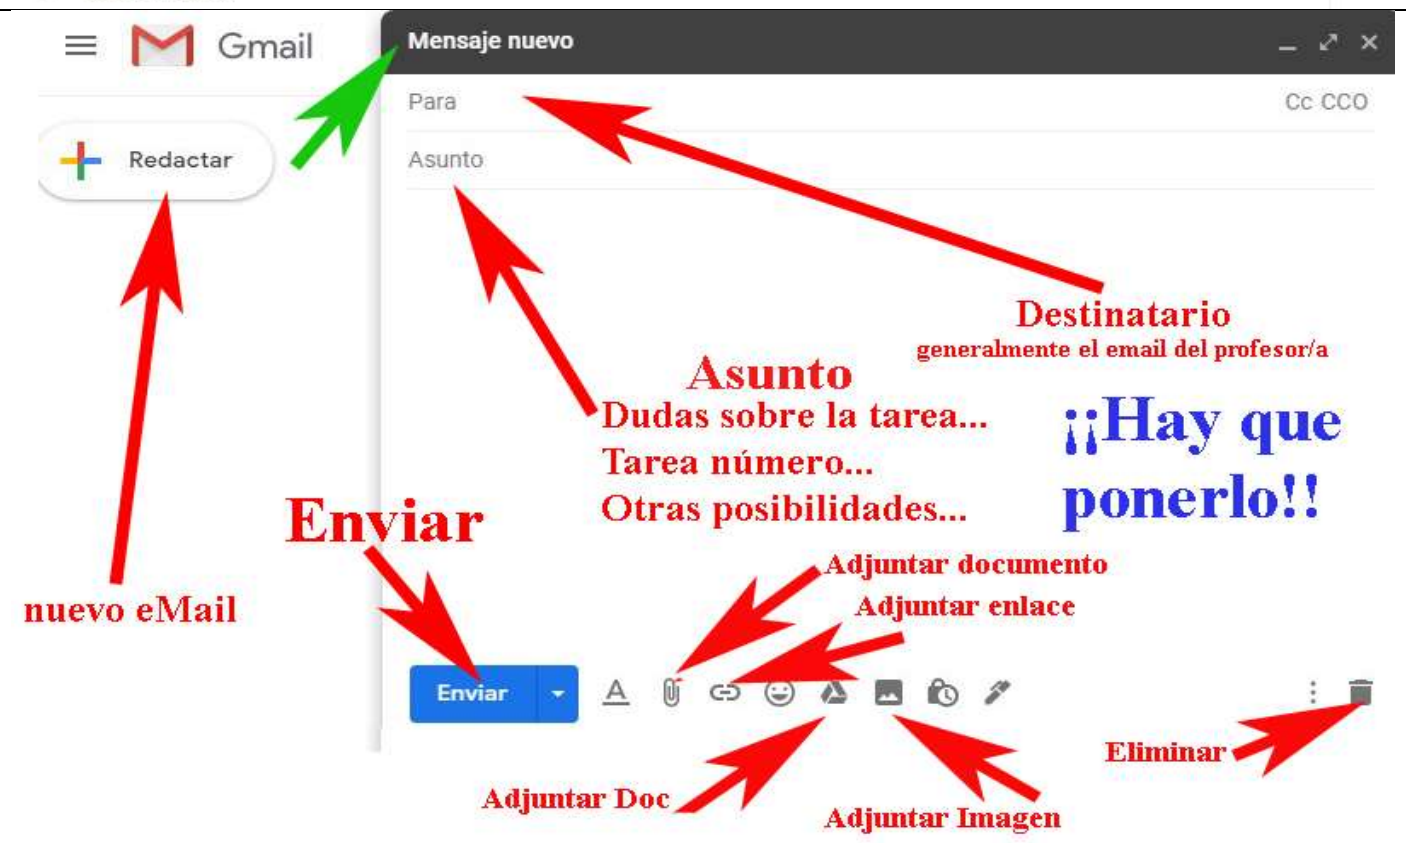 Gmail
Mensaje nuevo
Para
Cc CCO
Redactar
Asunto
Destinatario
generalmente el email del profesor/a
Asunto
Dudas sobre la tarea...
Tarea número...
Otras posibilidades...
¡¡Hay que
ponerlo!!
Enviar
nuevo eMail
Adjuntar documento
Adjuntar enlace
Enviar
Eliminar
Adjuntar Doc
Adjuntar Imagen